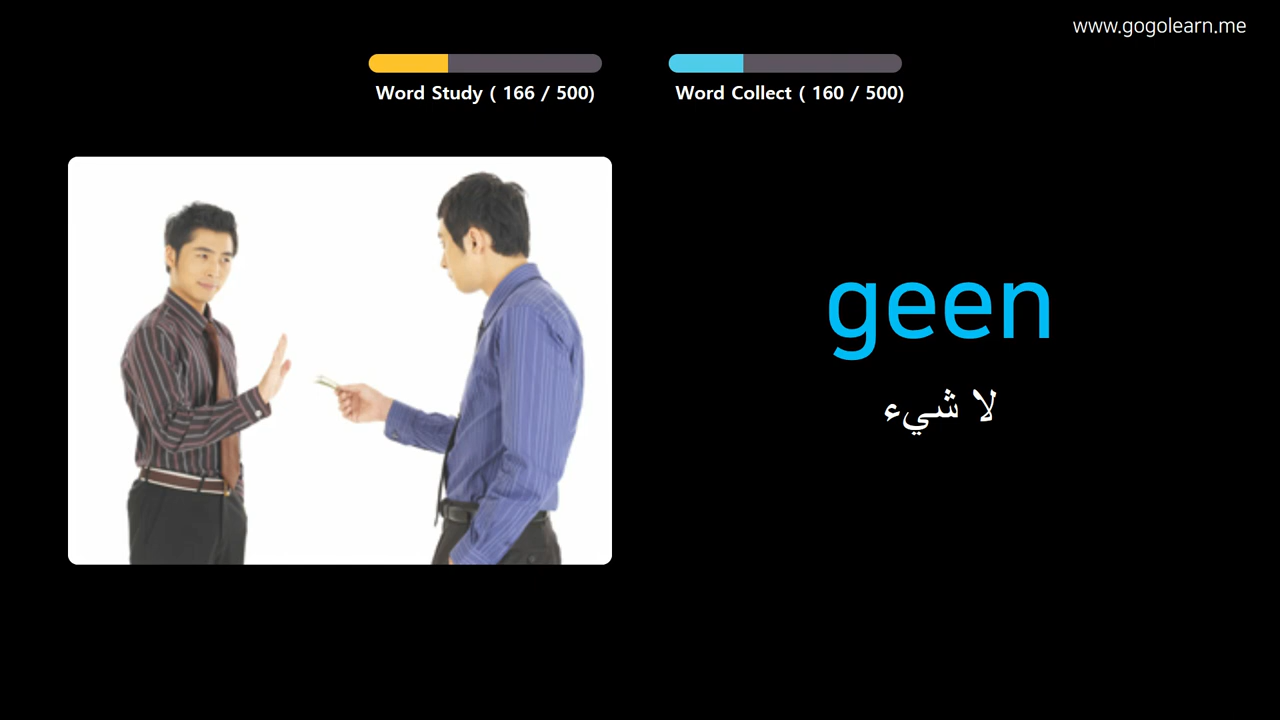 www.gogolearn.me
Word Study ( 166 / 500)
Word Collect ( 160 / 500)
geen
لا شيء